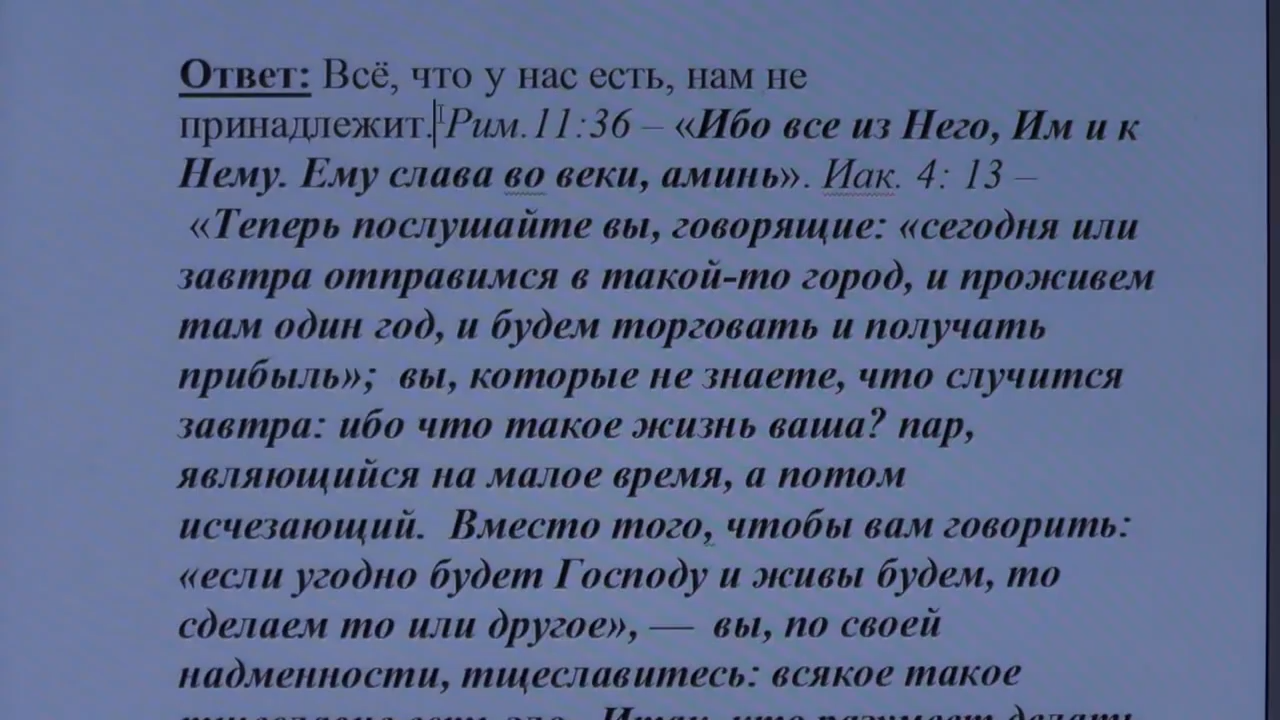 Ответ: Всё, что у нас есть, нам не
принадлежит. Рим.11:36 – «Ибо все из Него, Им и к
Нему. Ему слава во веки, аминь». Иак. 4: 13 –
«Теперь послушайте вы, говорящие: «сегодня или
завтра отправимся в такой-то город, и проживем
там один год, и будем торговать и получать
прибыль»; вы, которые не знаете, что случится
завтра: ибо что такое жизнь ваша? пар,
являющийся на малое время, а потом
исчезающий. Вместо того, чтобы вам говорить:
«если угодно будет Господу и живы будем, то
сделаем то или другое», — вы, по своей
надменности, тщеславитесь: всякое такое